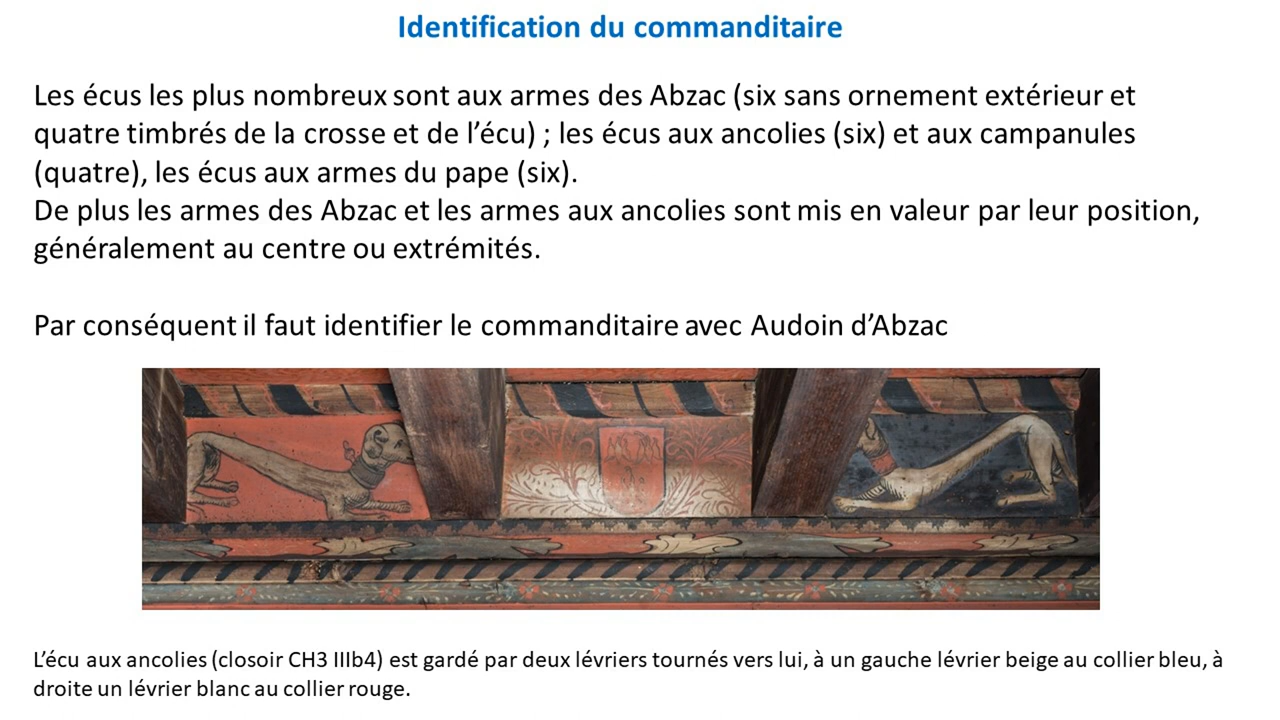 Identification du commanditaire
Les écus les plus nombreux sont aux armes des Abzac (six sans ornement extérieur et
quatre timbrés de la crosse et de l’écu) ; les écus aux ancolies (six) et aux campanules
(quatre), les écus aux armes du pape (six).
De plus les armes des Abzac et les armes aux ancolies sont mis en valeur par leur position,
généralement au centre ou extrémités.
Par conséquent il faut identifier le commanditaire avec Audoin d’Abzac
L’écu aux ancolies (closoir CH3 IIIb4) est gardé par deux lévriers tournés vers lui, à un gauche lévrier beige au collier bleu, à
droite un lévrier blanc au collier rouge.